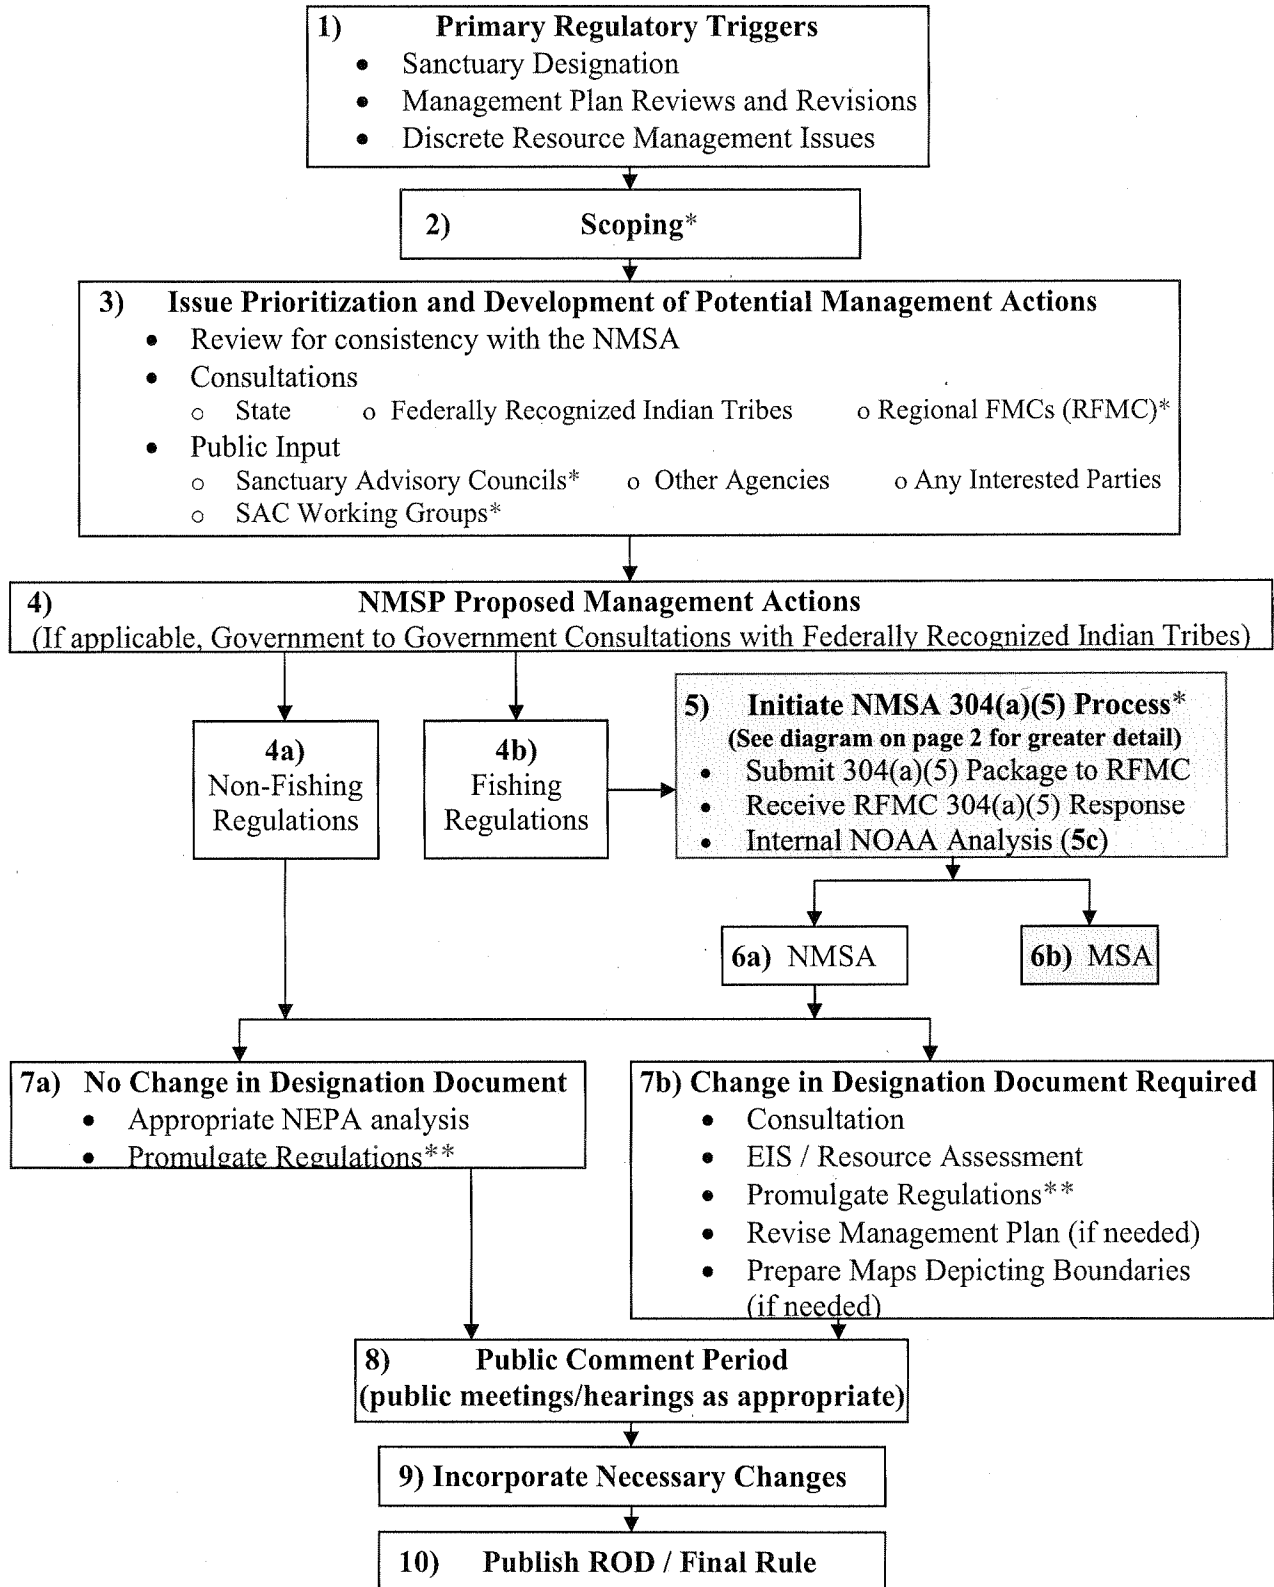 1) Primary Regulatory Triggers
• Sanctuary Designation
• Management Plan Reviews and Revisions
• Discrete Resource Management Issues
2) Scoping*
3) Issue Prioritization and Development of Potential Management Actions
• Review for consistency with the NMSA
• Consultations
o State o Federally Recognized Indian Tribes o Regional FMCs (RFMC)*
• Public Input
o Sanctuary Advisory Councils* o Other Agencies o Any Interested Parties
o SAC Working Groups*
4) NMSP Proposed Management Actions
(If applicable, Government to Government Consultations with Federally Recognized Indian Tribes)
4a)
Non-Fishing
Regulations
4b)
Fishing
Regulations
5) Initiate NMSA 304(a)(5) Process*
(See diagram on page 2 for greater detail)
• Submit 304(a)(5) Package to RFMC
• Receive RFMC 304(a)(5) Response
• Internal NOAA Analysis (5c)
6a) NMSA
6b) MSA
7a) No Change in Designation Document
• Appropriate NEPA analysis
• Promulgate Regulations**
7b) Change in Designation Document Required
• Consultation
• EIS / Resource Assessment
• Promulgate Regulations**
• Revise Management Plan (if needed)
• Prepare Maps Depicting Boundaries
(if needed)
8) Public Comment Period
(public meetings/hearings as appropriate)
9) Incorporate Necessary Changes
10) Publish ROD / Final Rule